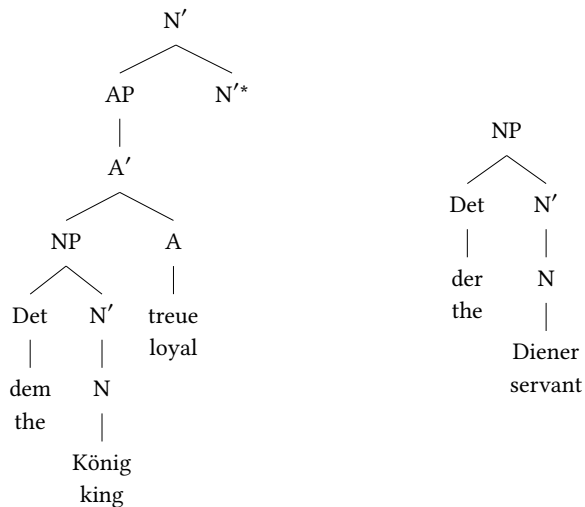 N′
AP N′*
NP
A′
Det N′
NP A
der N
the
Det N′ treue
loyal
Diener
dem N servant
the
König
king